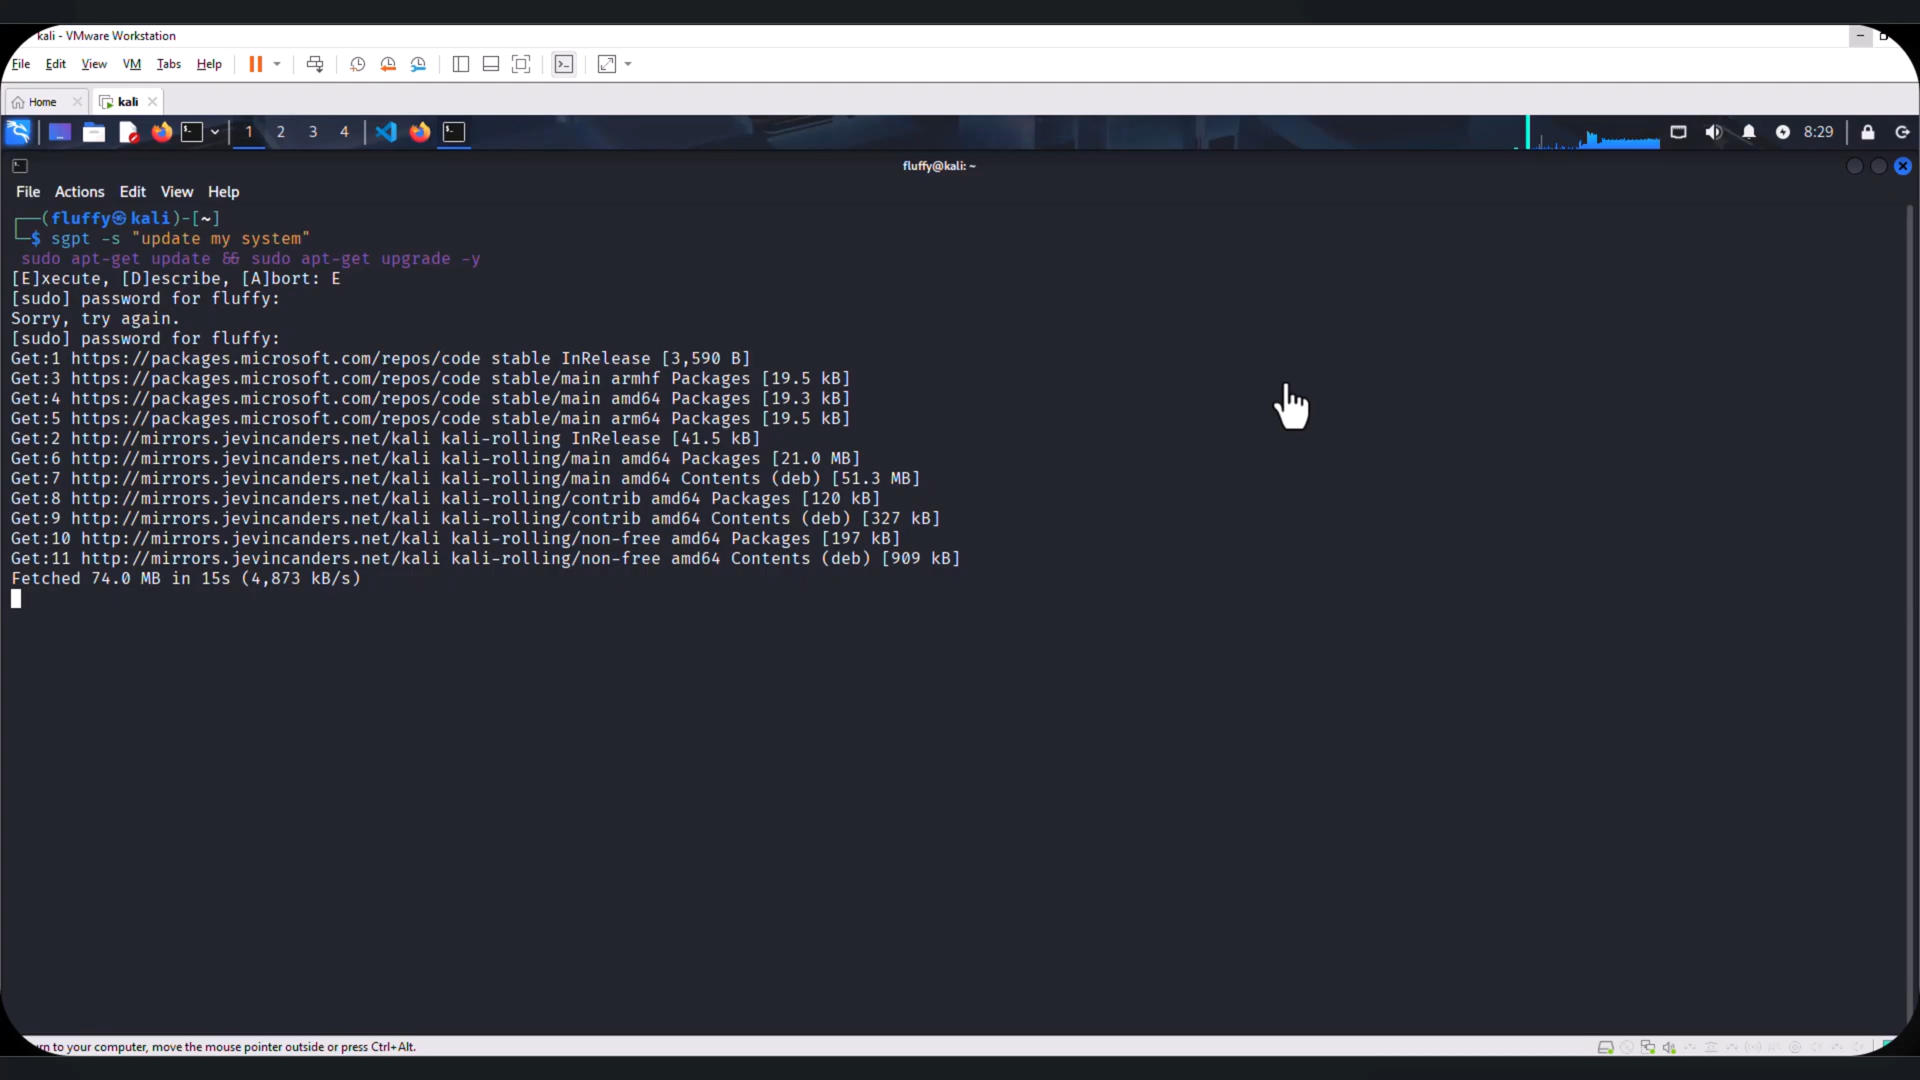 kali - VMware Workstation
File Edit View VM Tabs Help
Home kali
1 2 3 4 8:29
fluffy@kali: ~
File Actions Edit View Help
(fluffy㉿kali)-[~]
$ sgpt -s "update my system"
sudo apt-get update && sudo apt-get upgrade -y
[E]xecute, [D]escribe, [A]bort: E
[sudo] password for fluffy:
Sorry, try again.
[sudo] password for fluffy:
Get:1 https://packages.microsoft.com/repos/code stable InRelease [3,590 B]
Get:3 https://packages.microsoft.com/repos/code stable/main armhf Packages [19.5 kB]
Get:4 https://packages.microsoft.com/repos/code stable/main amd64 Packages [19.3 kB]
Get:5 https://packages.microsoft.com/repos/code stable/main arm64 Packages [19.5 kB]
Get:2 http://mirrors.jevincanders.net/kali kali-rolling InRelease [41.5 kB]
Get:6 http://mirrors.jevincanders.net/kali kali-rolling/main amd64 Packages [21.0 MB]
Get:7 http://mirrors.jevincanders.net/kali kali-rolling/main amd64 Contents (deb) [51.3 MB]
Get:8 http://mirrors.jevincanders.net/kali kali-rolling/contrib amd64 Packages [120 kB]
Get:9 http://mirrors.jevincanders.net/kali kali-rolling/contrib amd64 Contents (deb) [327 kB]
Get:10 http://mirrors.jevincanders.net/kali kali-rolling/non-free amd64 Packages [197 kB]
Get:11 http://mirrors.jevincanders.net/kali kali-rolling/non-free amd64 Contents (deb) [909 kB]
Fetched 74.0 MB in 15s (4,873 kB/s)
to your computer, move the mouse pointer outside or press Ctrl+Alt.